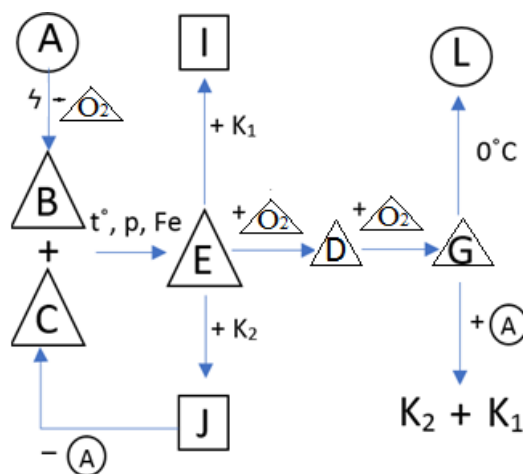 A
I
L
ϟ - O₂
+ K₁
0°C
B
+
C
t°, p, Fe
E
+ O₂
D
+ O₂
G
+ K₂
+ A
J
- A
K₂ + K₁